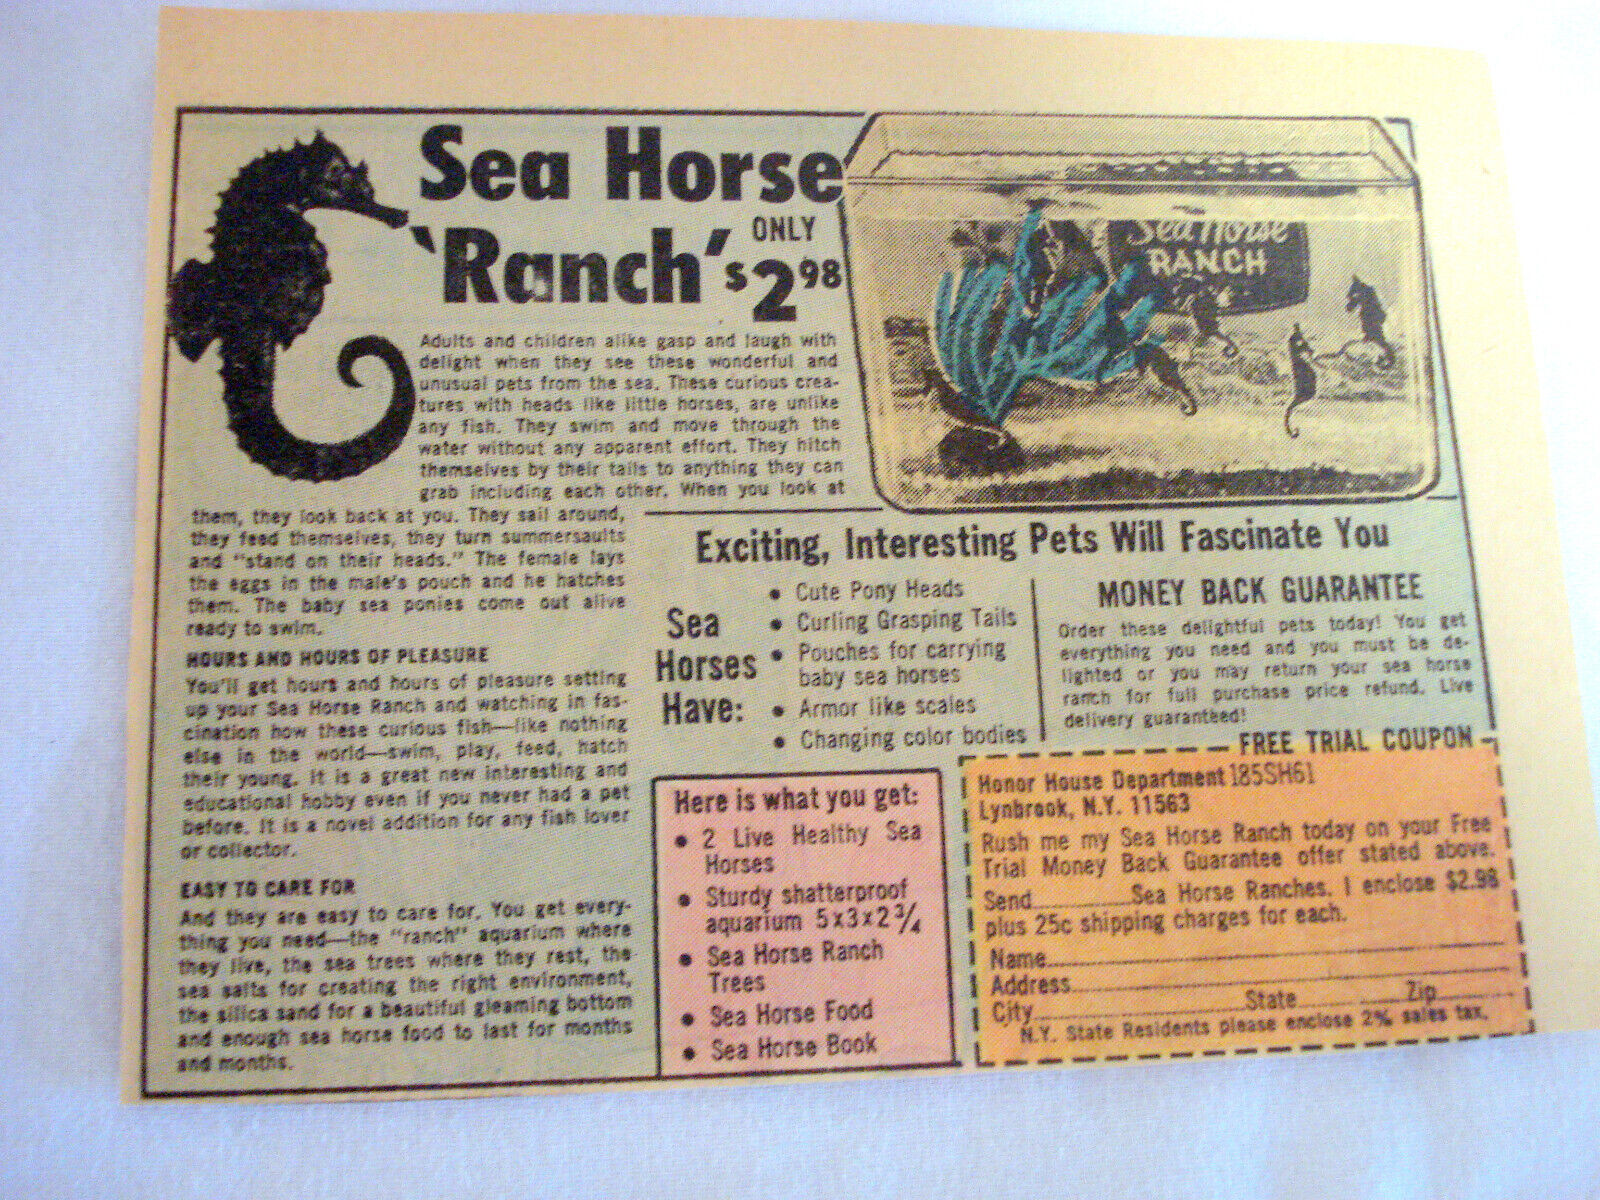 Sea Horse
'Ranch'
ONLY
$2.98
Sea Horse
RANCH
Adults and children alike gasp and laugh with
delight when they see these wonderful and
unusual pets from the sea. These curious crea-
tures with heads like little horses, are unlike
any fish. They swim and move through the
water without any apparent effort. They hitch
themselves by their tails to anything they can
grab including each other. When you look at
them, they look back at you. They sail around,
they feed themselves, they turn summersaults
and "stand on their heads." The female lays
the eggs in the male's pouch and he hatches
them. The baby sea ponies come out alive
ready to swim.
HOURS AND HOURS OF PLEASURE
You'll get hours and hours of pleasure setting
up your Sea Horse Ranch and watching in fas-
cination how these curious fish—like nothing
else in the world—swim, play, feed, hatch
their young. It is a great new interesting and
educational hobby even if you never had a pet
before. It is a novel addition for any fish lover
or collector.
EASY TO CARE FOR
And they are easy to care for. You get every-
thing you need—the "ranch" aquarium where
they live, the sea trees where they rest, the
sea salts for creating the right environment,
the silica sand for a beautiful gleaming bottom
and enough sea horse food to last for months
and months.
Exciting, Interesting Pets Will Fascinate You
Sea
Horses
Have:
• Cute Pony Heads
• Curling Grasping Tails
• Pouches for carrying
baby sea horses
• Armor like scales
• Changing color bodies
MONEY BACK GUARANTEE
Order these delightful pets today! You get
everything you need and you must be de-
lighted or you may return your sea horse
ranch for full purchase price refund. Live
delivery guaranteed!
Here is what you get:
• 2 Live Healthy Sea
Horses
• Sturdy shatterproof
aquarium 5x3x2¾
• Sea Horse Ranch
Trees
• Sea Horse Food
• Sea Horse Book
FREE TRIAL COUPON
Honor House Department 185SH61
Lynbrook, N.Y. 11563
Rush me my Sea Horse Ranch today on your Free
Trial Money Back Guarantee offer stated above.
Send Sea Horse Ranches. I enclose $2.98
plus 25c shipping charges for each.
Name
Address
City State Zip
N.Y. State Residents please enclose 2% sales tax.